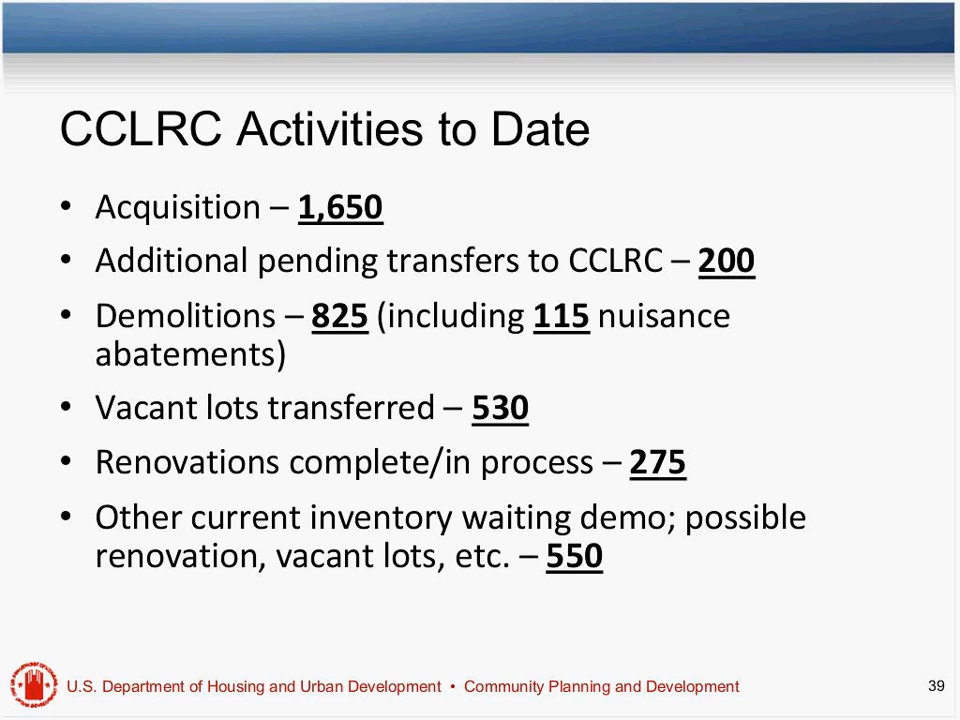 CCLRC Activities to Date
• Acquisition – 1,650
• Additional pending transfers to CCLRC – 200
• Demolitions – 825 (including 115 nuisance
abatements)
• Vacant lots transferred – 530
• Renovations complete/in process – 275
• Other current inventory waiting demo; possible
renovation, vacant lots, etc. – 550
U.S. Department of Housing and Urban Development • Community Planning and Development
39